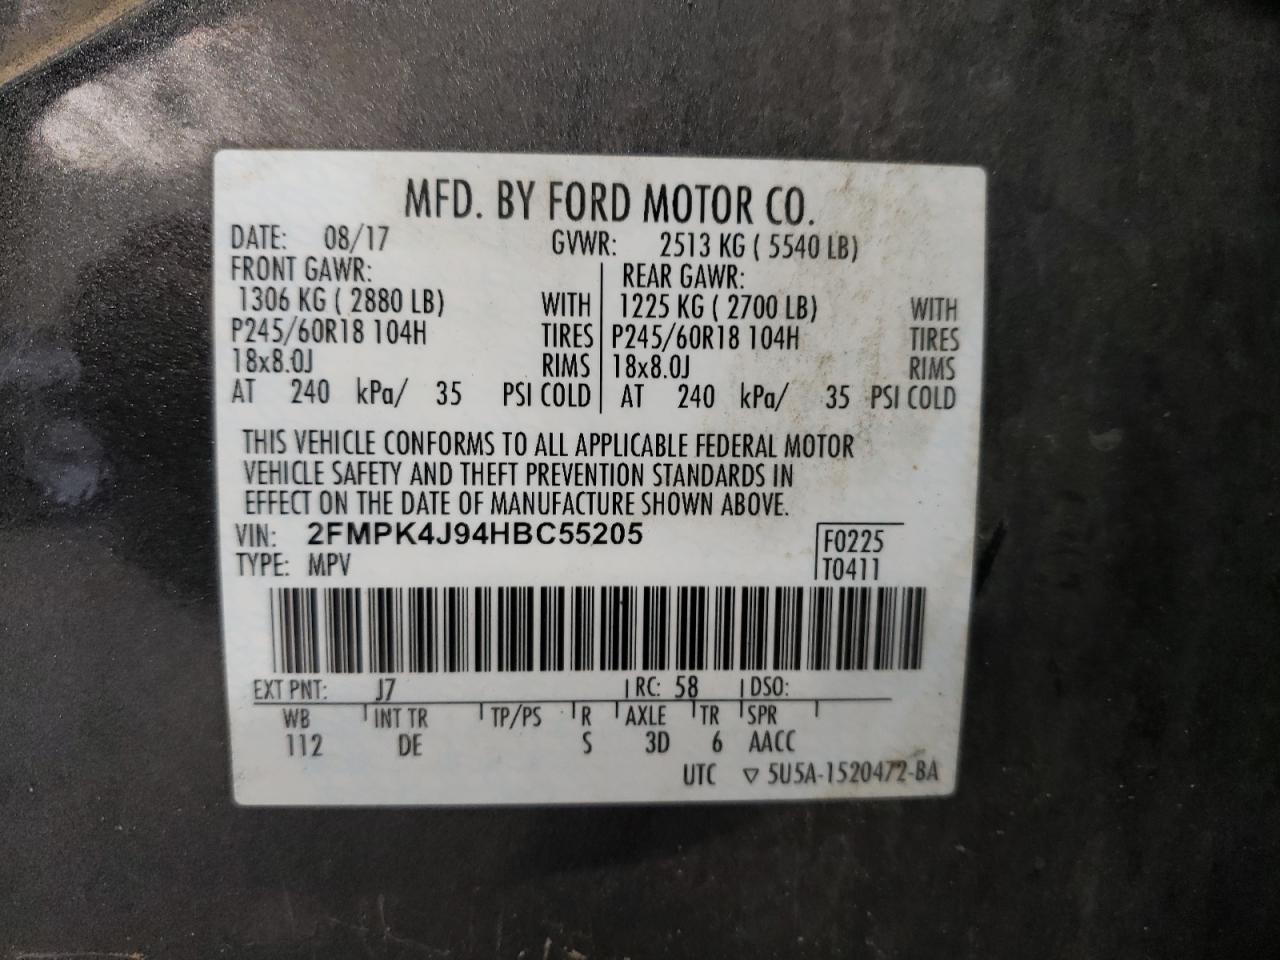 MFD. BY FORD MOTOR CO.
DATE: 08/17 GVWR: 2513 KG ( 5540 LB)
FRONT GAWR: REAR GAWR:
1306 KG ( 2880 LB) WITH 1225 KG ( 2700 LB) WITH
P245/60R18 104H TIRES P245/60R18 104H TIRES
18x8.0J RIMS 18x8.0J RIMS
AT 240 kPa/ 35 PSI COLD AT 240 kPa/ 35 PSI COLD
THIS VEHICLE CONFORMS TO ALL APPLICABLE FEDERAL MOTOR
VEHICLE SAFETY AND THEFT PREVENTION STANDARDS IN
EFFECT ON THE DATE OF MANUFACTURE SHOWN ABOVE.
VIN: 2FMPK4J94HBC55205 F0225
TYPE: MPV T0411
EXT PNT: J7 RC: 58 DSO:
WB INT TR TP/PS R AXLE TR SPR
112 DE S 3D 6 AACC
UTC ▽ 5U5A-1520472-BA